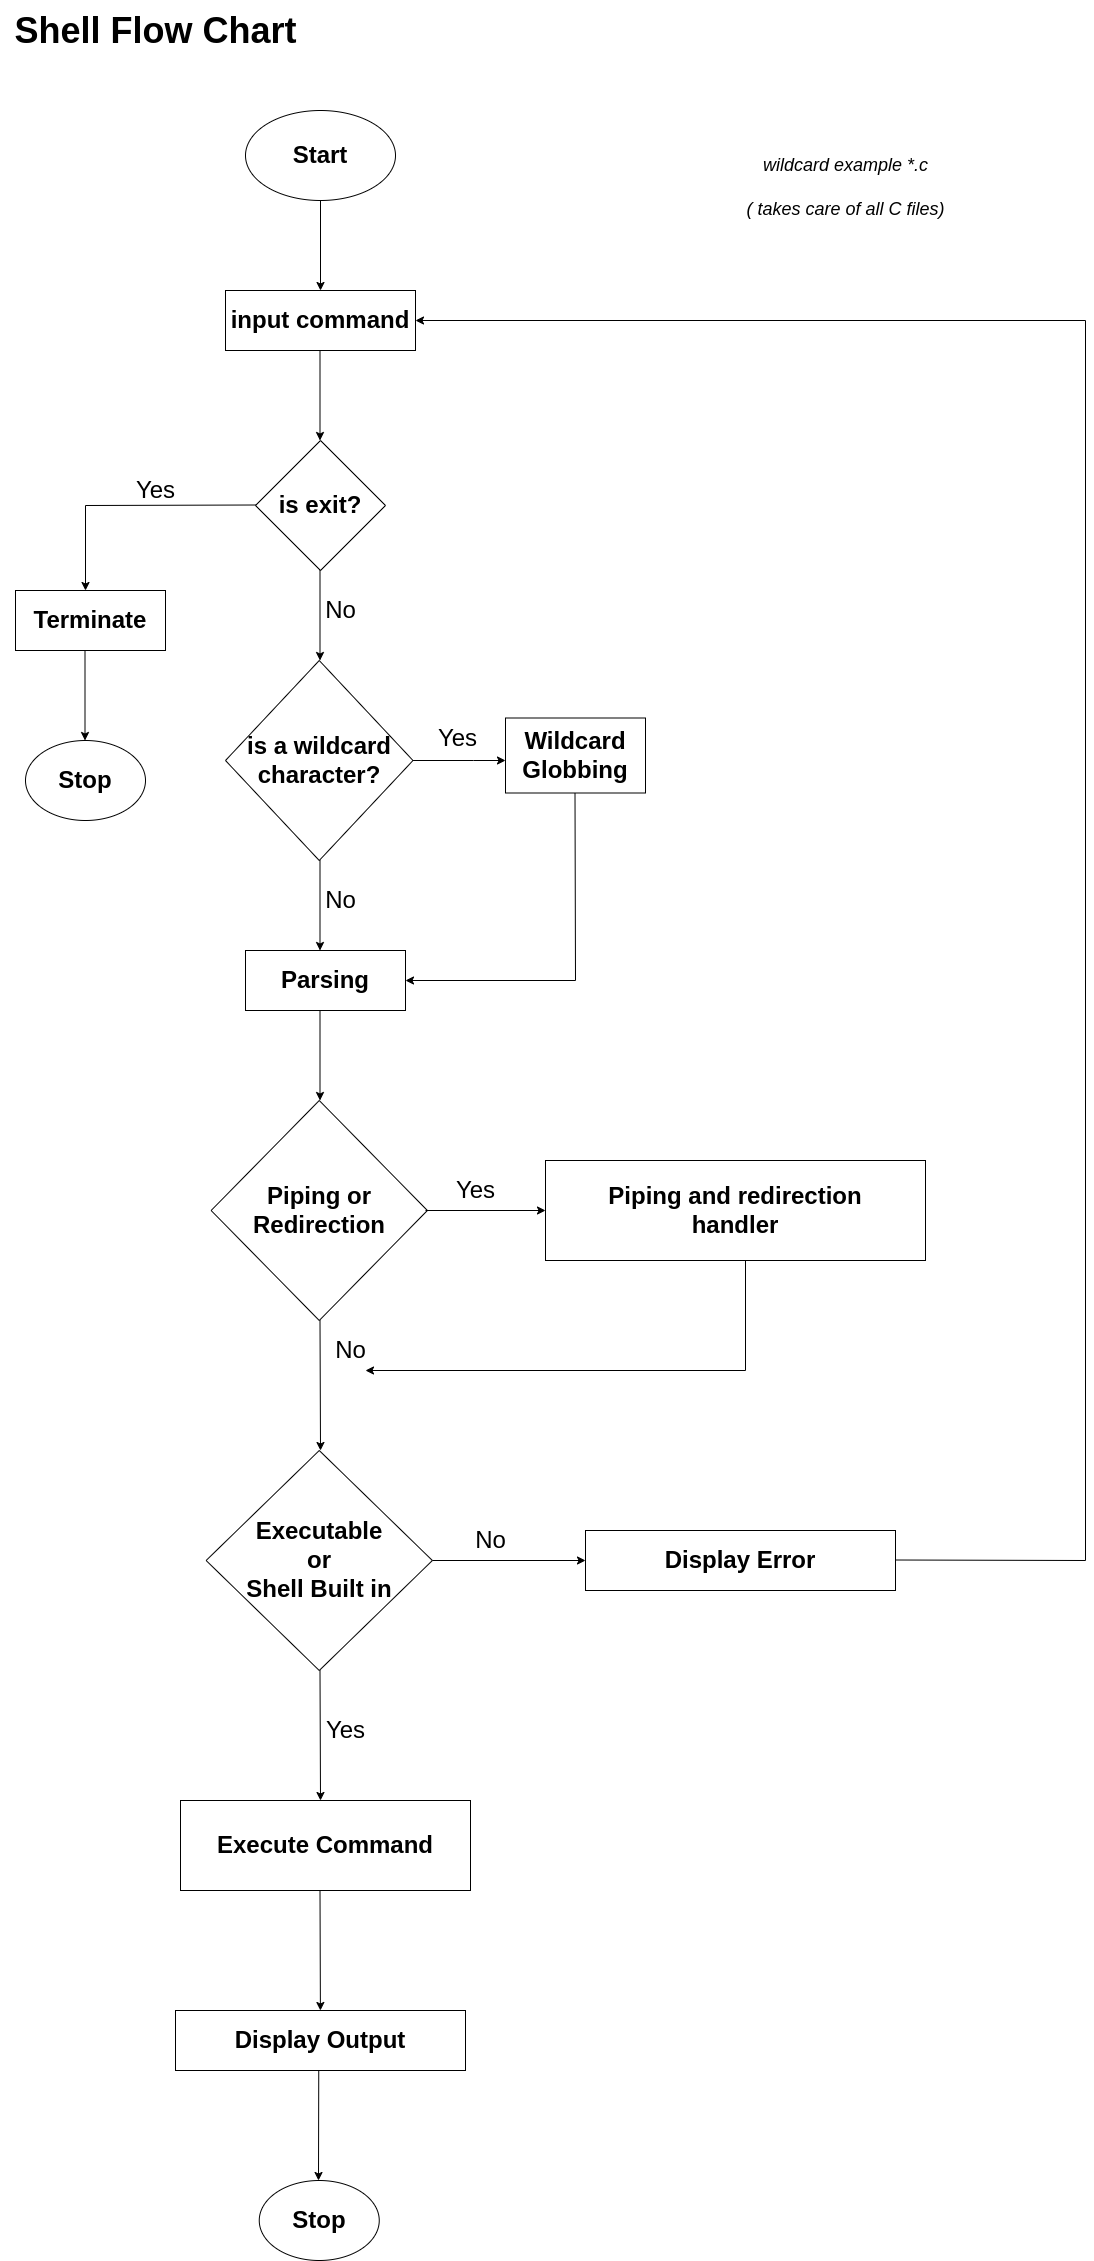 Shell Flow Chart
Start
wildcard example *.c
( takes care of all C files)
input command
Yes
is exit?
Terminate
No
Stop
is a wildcard
character?
Yes
Wildcard
Globbing
No
Parsing
Piping or
Redirection
Yes
Piping and redirection
handler
No
Executable
or
Shell Built in
No
Display Error
Yes
Execute Command
Display Output
Stop